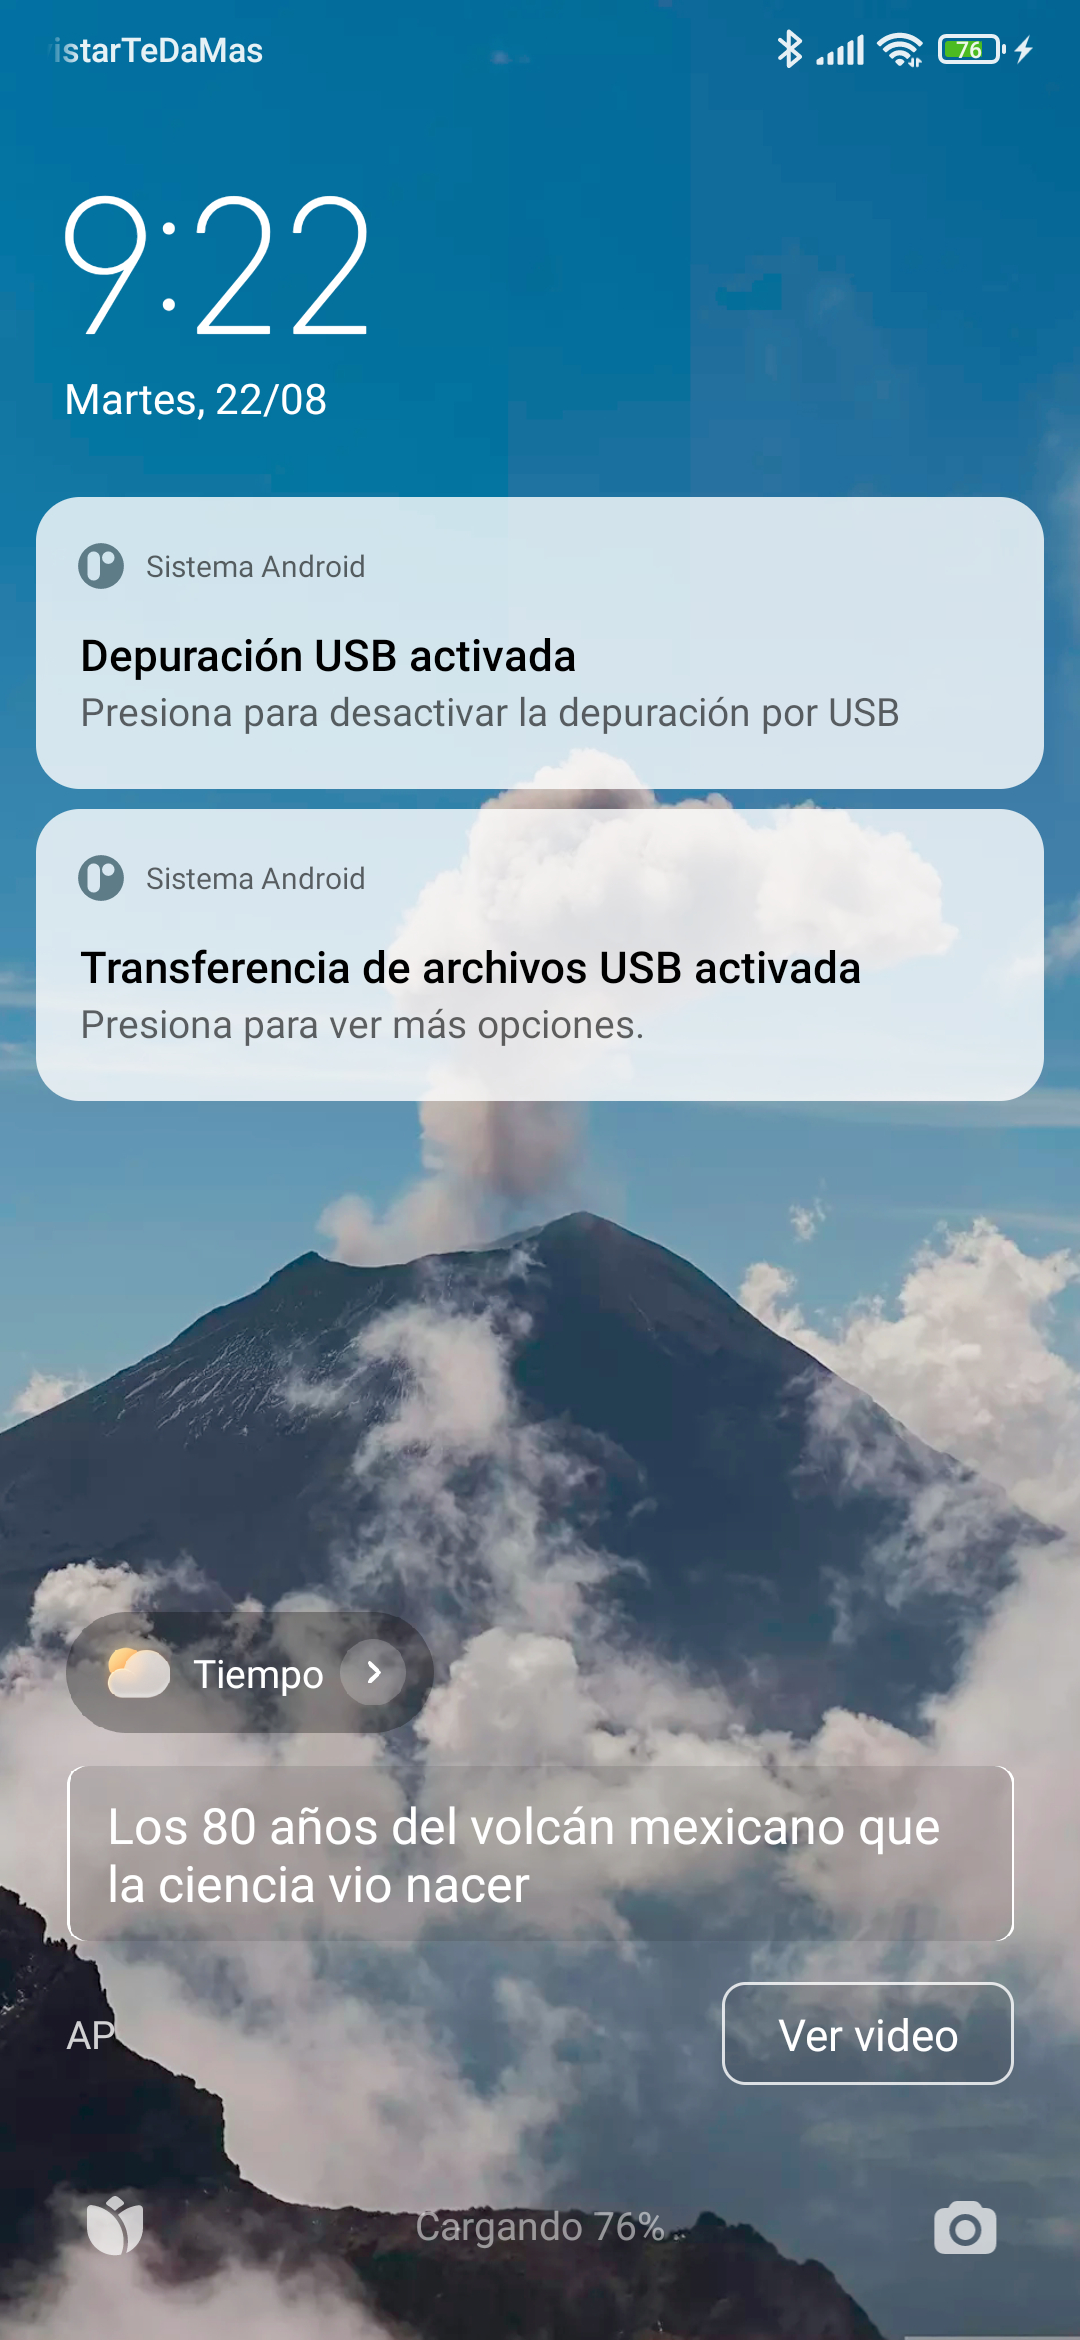 istarTeDaMas
76
9:22
Martes, 22/08
Sistema Android
Depuración USB activada
Presiona para desactivar la depuración por USB
Sistema Android
Transferencia de archivos USB activada
Presiona para ver más opciones.
Tiempo
Los 80 años del volcán mexicano que
la ciencia vio nacer
AP
Ver video
Cargando 76%